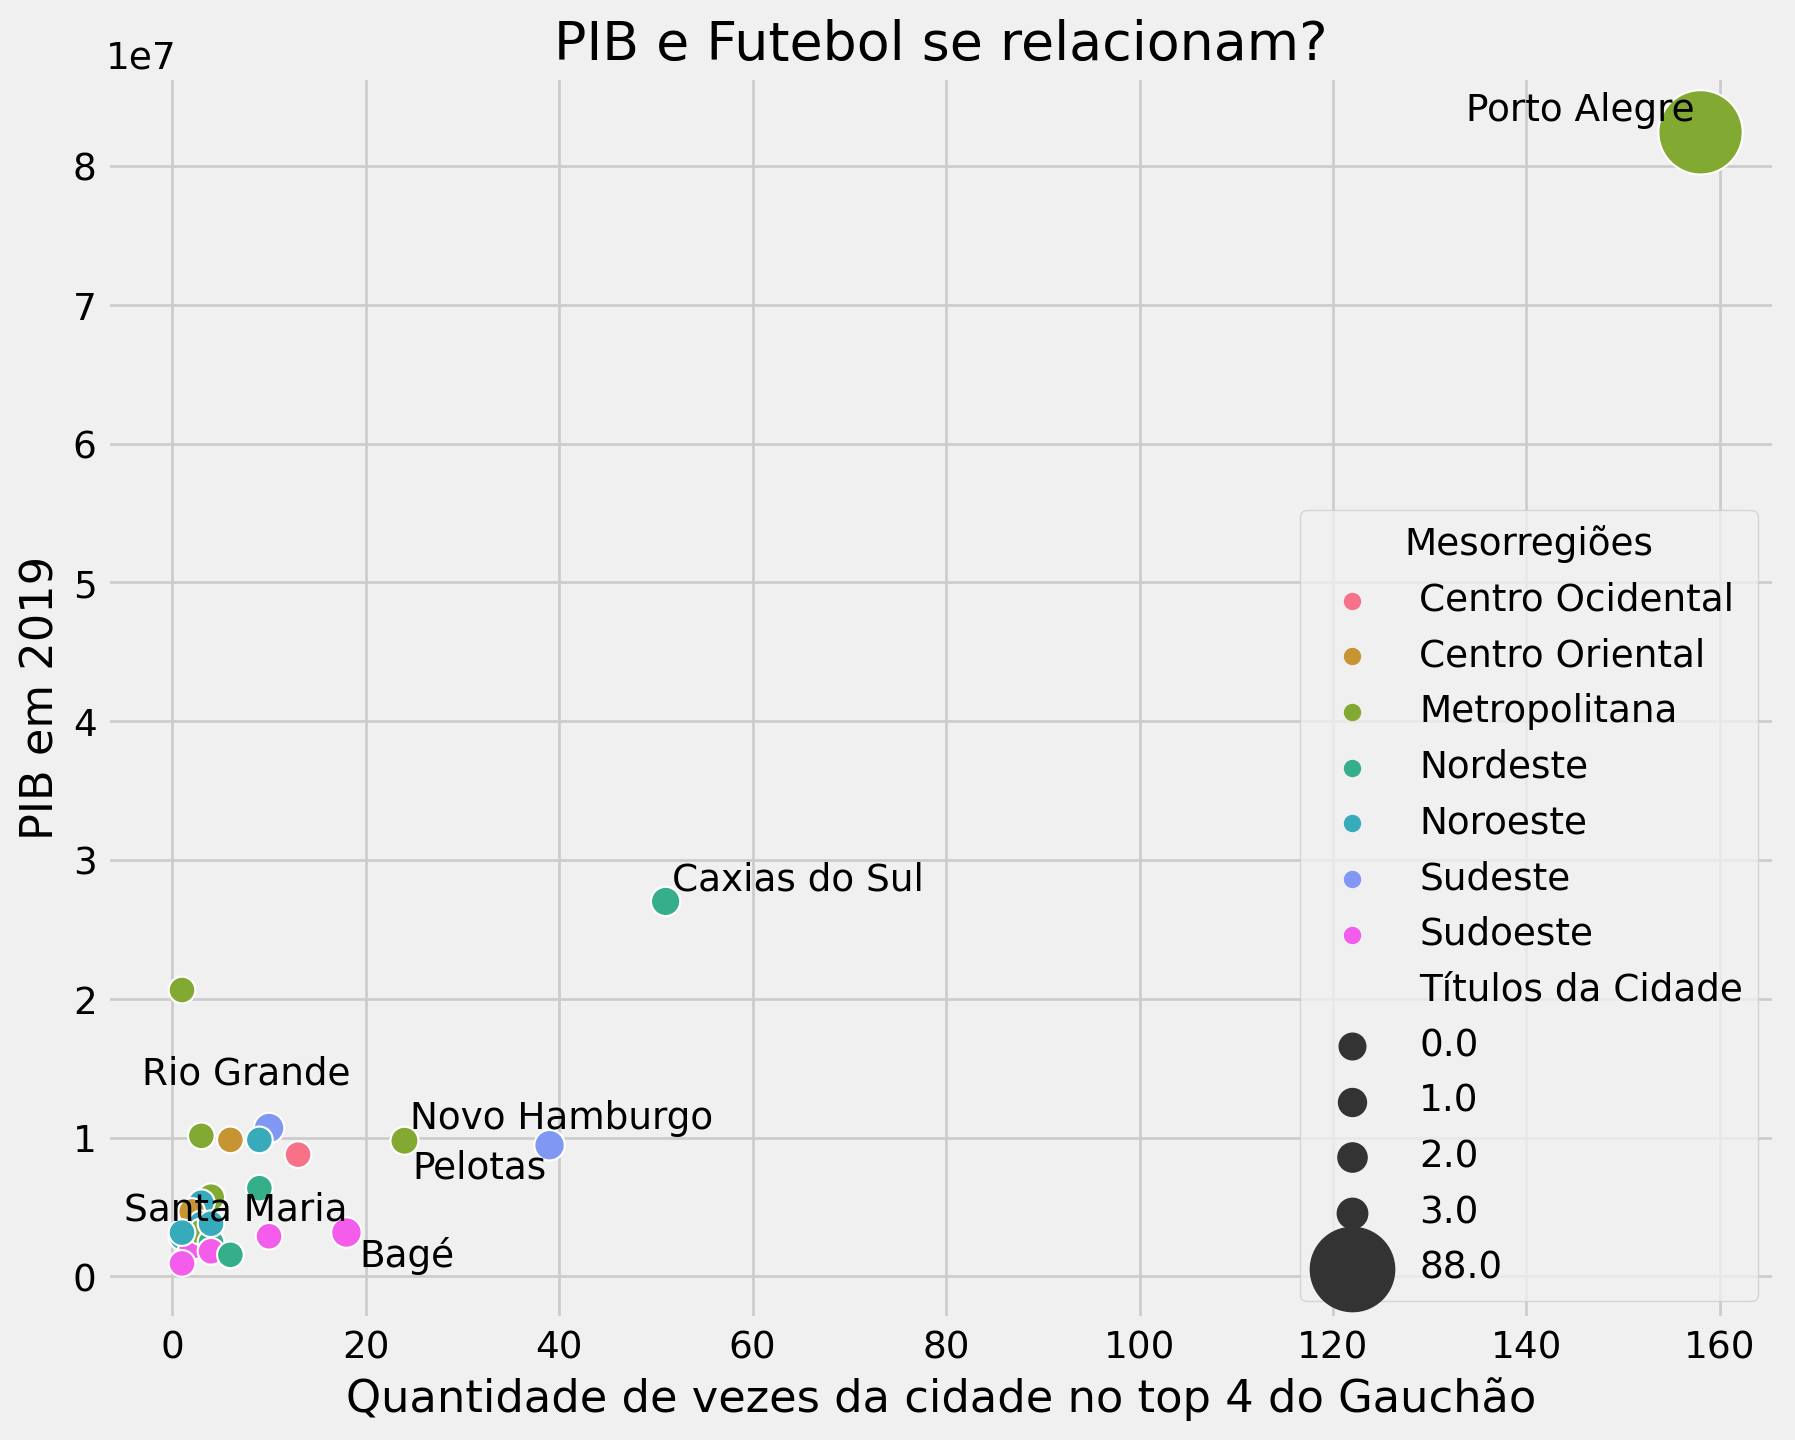 PIB e Futebol se relacionam?
1e7
Porto Alegre
8
7
6
5
4
3
2
1
0
PIB em 2019
Caxias do Sul
Rio Grande
Novo Hamburgo
Pelotas
Santa Maria
Bagé
Mesorregiões
Centro Ocidental
Centro Oriental
Metropolitana
Nordeste
Noroeste
Sudeste
Sudoeste
Títulos da Cidade
0.0
1.0
2.0
3.0
88.0
0 20 40 60 80 100 120 140 160
Quantidade de vezes da cidade no top 4 do Gauchão